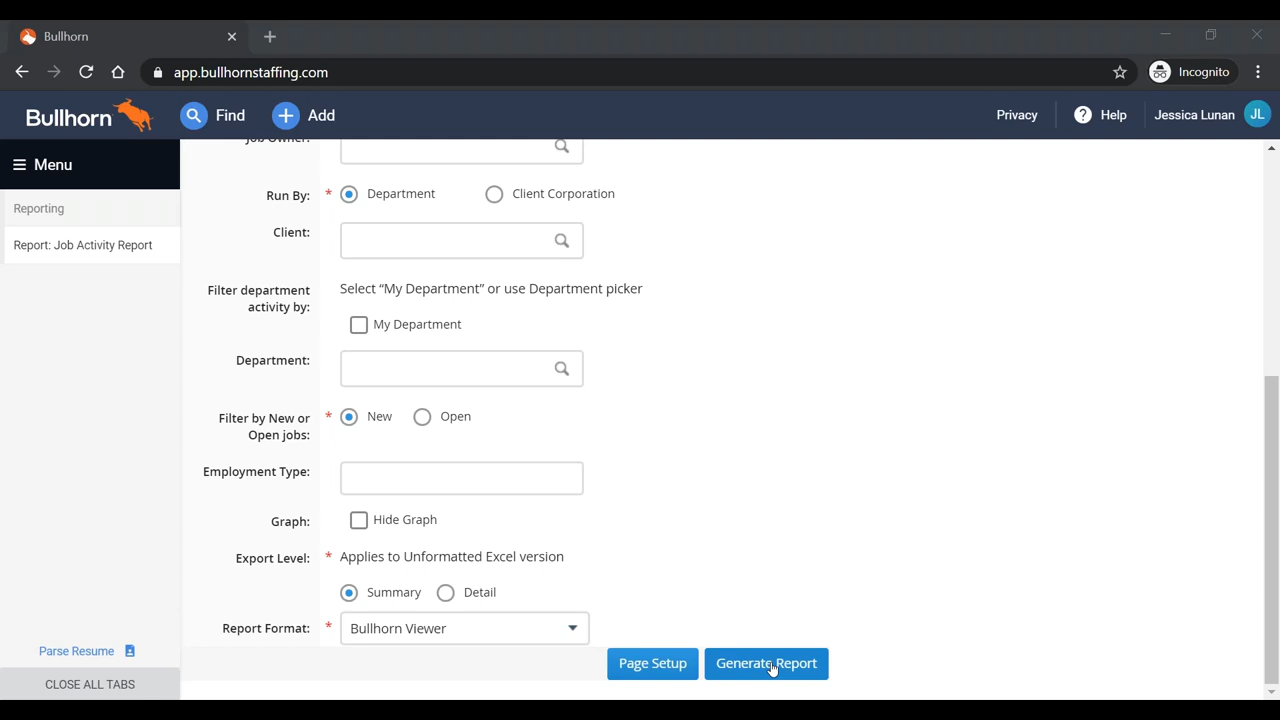 Bullhorn
app.bullhornstaffing.com
Incognito
Bullhorn
Find
Add
Privacy
Help
Jessica Lunan
JL
Menu
Reporting
Report: Job Activity Report
Job Owner:
Run By: * Department Client Corporation
Client:
Filter department activity by:
Select “My Department” or use Department picker
My Department
Department:
Filter by New or Open jobs: * New Open
Employment Type:
Graph: Hide Graph
Export Level: * Applies to Unformatted Excel version
Summary Detail
Report Format: * Bullhorn Viewer
Parse Resume
Page Setup Generate Report
CLOSE ALL TABS